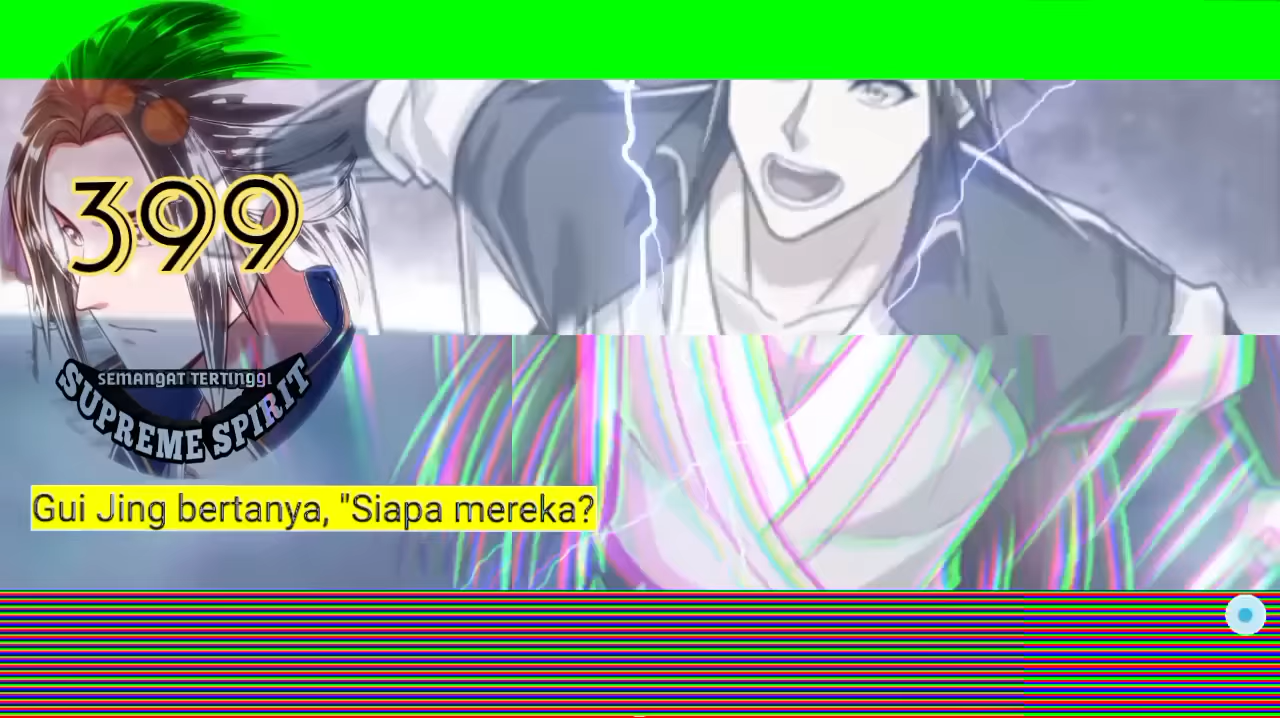 399
SEMANGAT TERTINGGI
SUPREME SPIRIT
Gui Jing bertanya, "Siapa mereka?